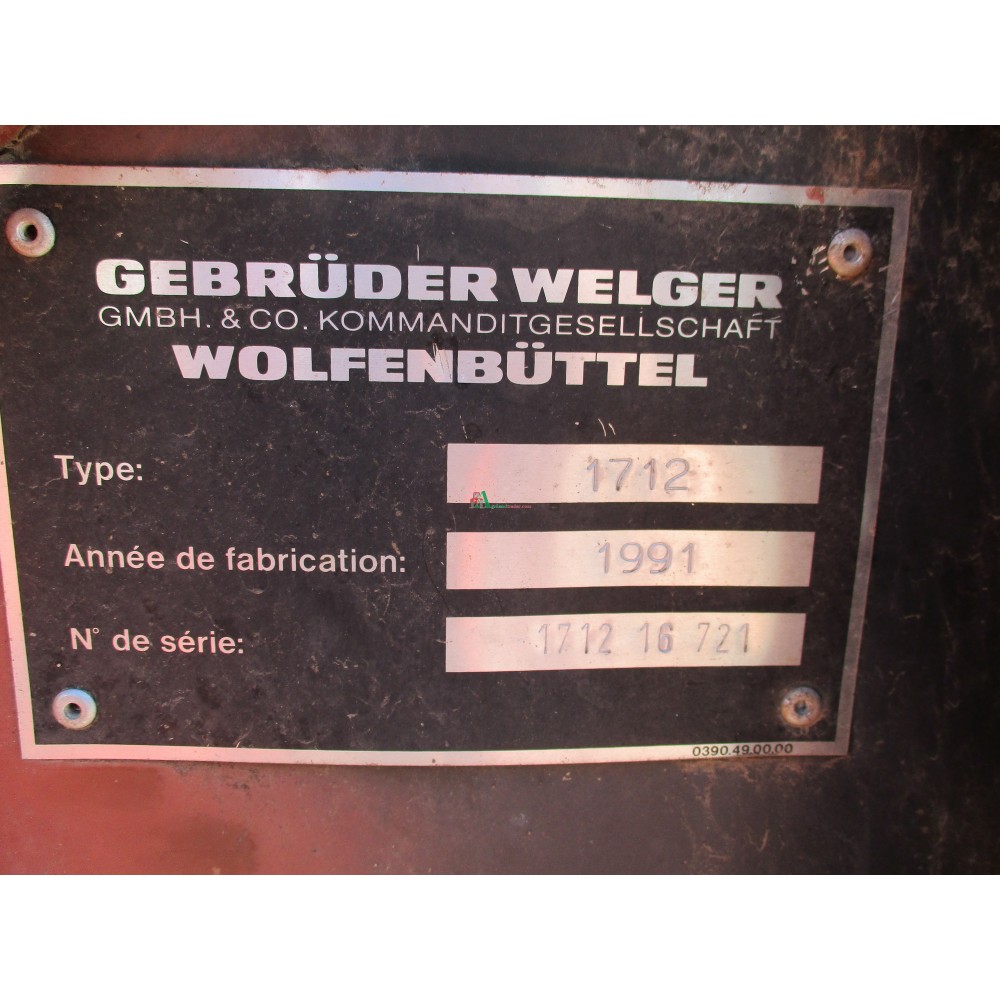 GEBRÜDER WELGER
GMBH. & CO. KOMMANDITGESELLSCHAFT
WOLFENBÜTTEL
Type: 1712
Année de fabrication: 1991
N° de série: 1712 16 721
0390.49.00.00